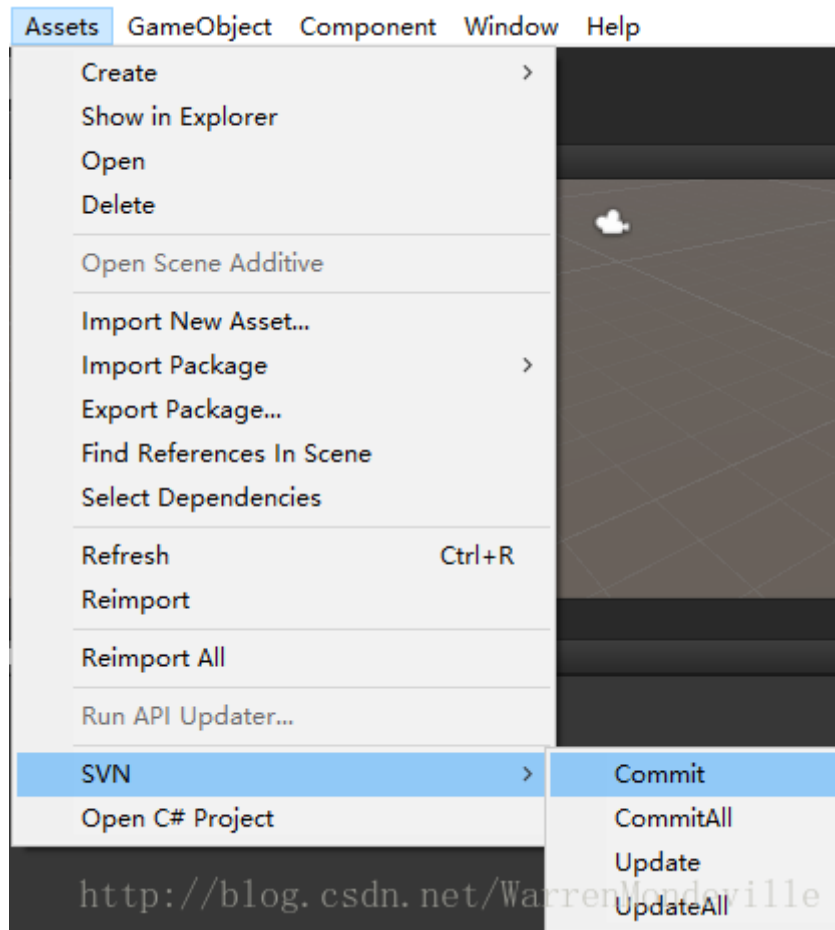 Assets GameObject Component Window Help
Create >
Show in Explorer
Open
Delete
Open Scene Additive
Import New Asset...
Import Package >
Export Package...
Find References In Scene
Select Dependencies
Refresh Ctrl+R
Reimport
Reimport All
Run API Updater...
SVN > Commit
Open C# Project CommitAll
Update
http://blog.csdn.net/WarrenMondeville
UpdateAll